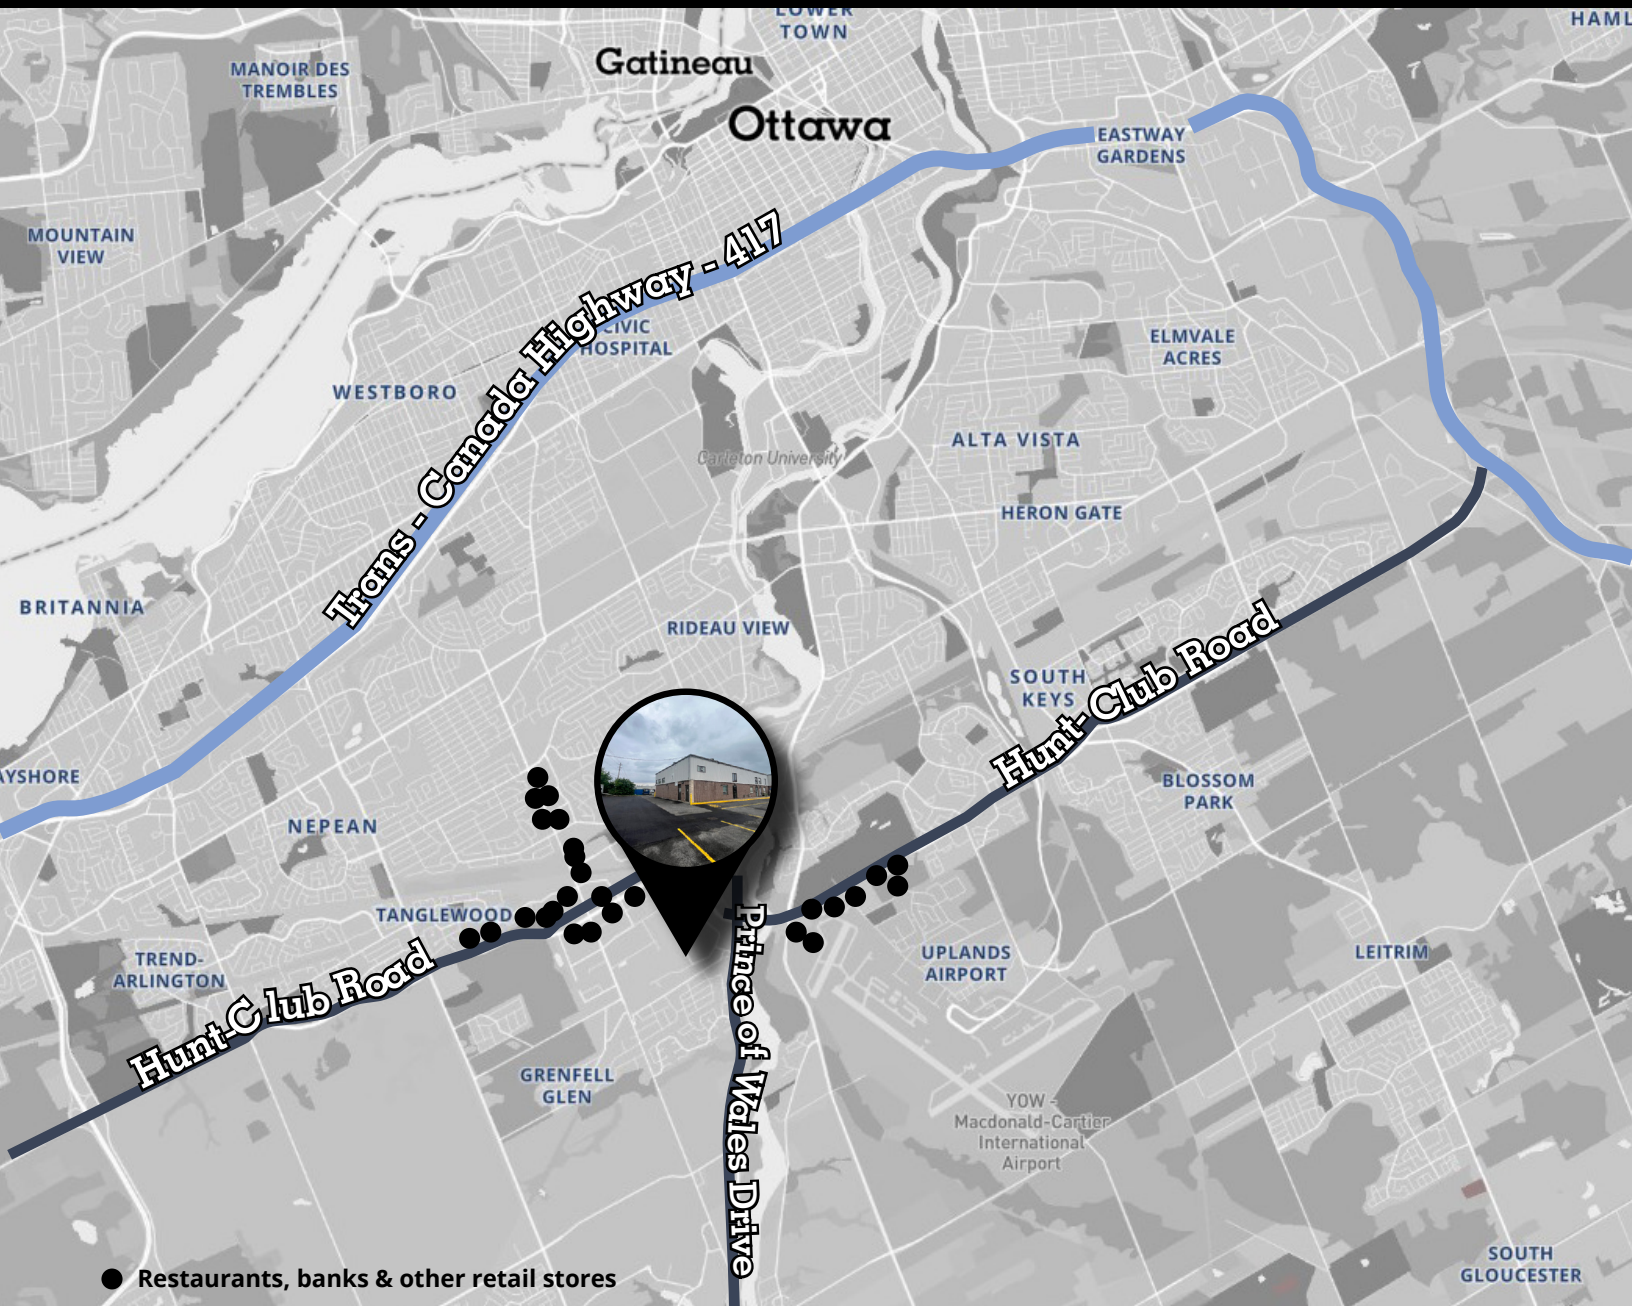 LOWER
TOWN
HAML
Gatineau
MANOIR DES
TREMBLES
Ottawa
EASTWAY
GARDENS
MOUNTAIN
VIEW
Trans - Canada Highway - 417
CIVIC
HOSPITAL
ELMVALE
ACRES
WESTBORO
ALTA VISTA
Carleton University
HERON GATE
BRITANNIA
RIDEAU VIEW
Hunt-Club Road
SOUTH
KEYS
AYSHORE
BLOSSOM
PARK
NEPEAN
TANGLEWOOD
Prince of Wales Drive
TREND-
ARLINGTON
UPLANDS
AIRPORT
LEITRIM
Hunt-C lub Road
GRENFELL
GLEN
YOW -
Macdonald-Cartier
International
Airport
SOUTH
GLOUCESTER
Restaurants, banks & other retail stores